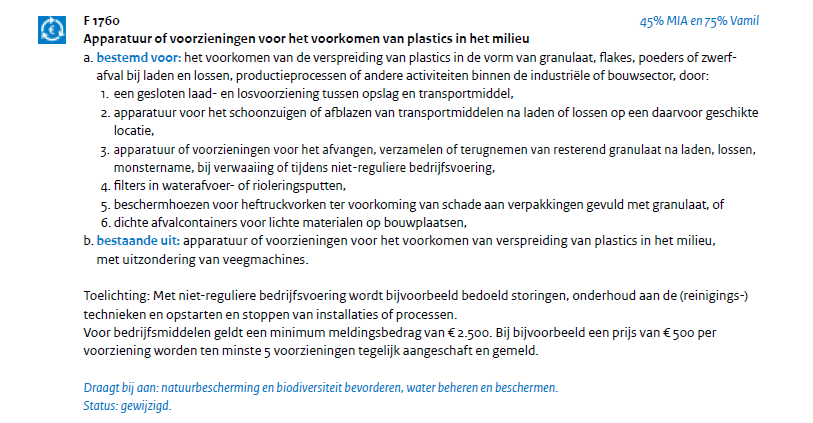 F 1760 45% MIA en 75% Vamil
Apparatuur of voorzieningen voor het voorkomen van plastics in het milieu
a. bestemd voor: het voorkomen van de verspreiding van plastics in de vorm van granulaat, flakes, poeders of zwerf-
afval bij laden en lossen, productieprocessen of andere activiteiten binnen de industriële of bouwsector, door:
1. een gesloten laad- en losvoorziening tussen opslag en transportmiddel,
2. apparatuur voor het schoonzuigen of afblazen van transportmiddelen na laden of lossen op een daarvoor geschikte
locatie,
3. apparatuur of voorzieningen voor het afvangen, verzamelen of terugnemen van resterend granulaat na laden, lossen,
monstername, bij verwaaiing of tijdens niet-reguliere bedrijfsvoering,
4. filters in waterafvoer- of rioleringsputten,
5. beschermhoezen voor heftruckvorken ter voorkoming van schade aan verpakkingen gevuld met granulaat, of
6. dichte afvalcontainers voor lichte materialen op bouwplaatsen,
b. bestaande uit: apparatuur of voorzieningen voor het voorkomen van verspreiding van plastics in het milieu,
met uitzondering van veegmachines.
Toelichting: Met niet-reguliere bedrijfsvoering wordt bijvoorbeeld bedoeld storingen, onderhoud aan de (reinigings-)
technieken en opstarten en stoppen van installaties of processen.
Voor bedrijfsmiddelen geldt een minimum meldingsbedrag van € 2.500. Bij bijvoorbeeld een prijs van € 500 per
voorziening worden ten minste 5 voorzieningen tegelijk aangeschaft en gemeld.
Draagt bij aan: natuurbescherming en biodiversiteit bevorderen, water beheren en beschermen.
Status: gewijzigd.